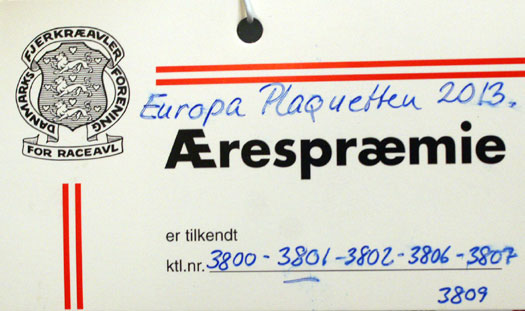 DANMARKS FJERKRÆAVLER FORENING
FOR RACEAVL
Europa Plaquetten 2013.
Ærespræmie
er tilkendt
ktl.nr. 3800 - 3801 - 3802 - 3806 - 3807
3809